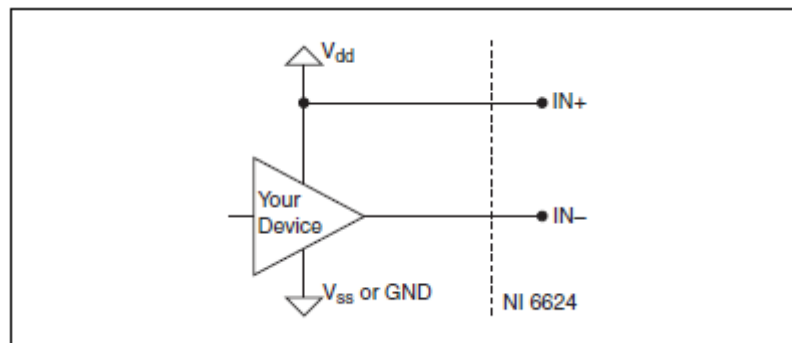 Vdd
IN+
Your
Device
IN–
Vss or GND
NI 6624